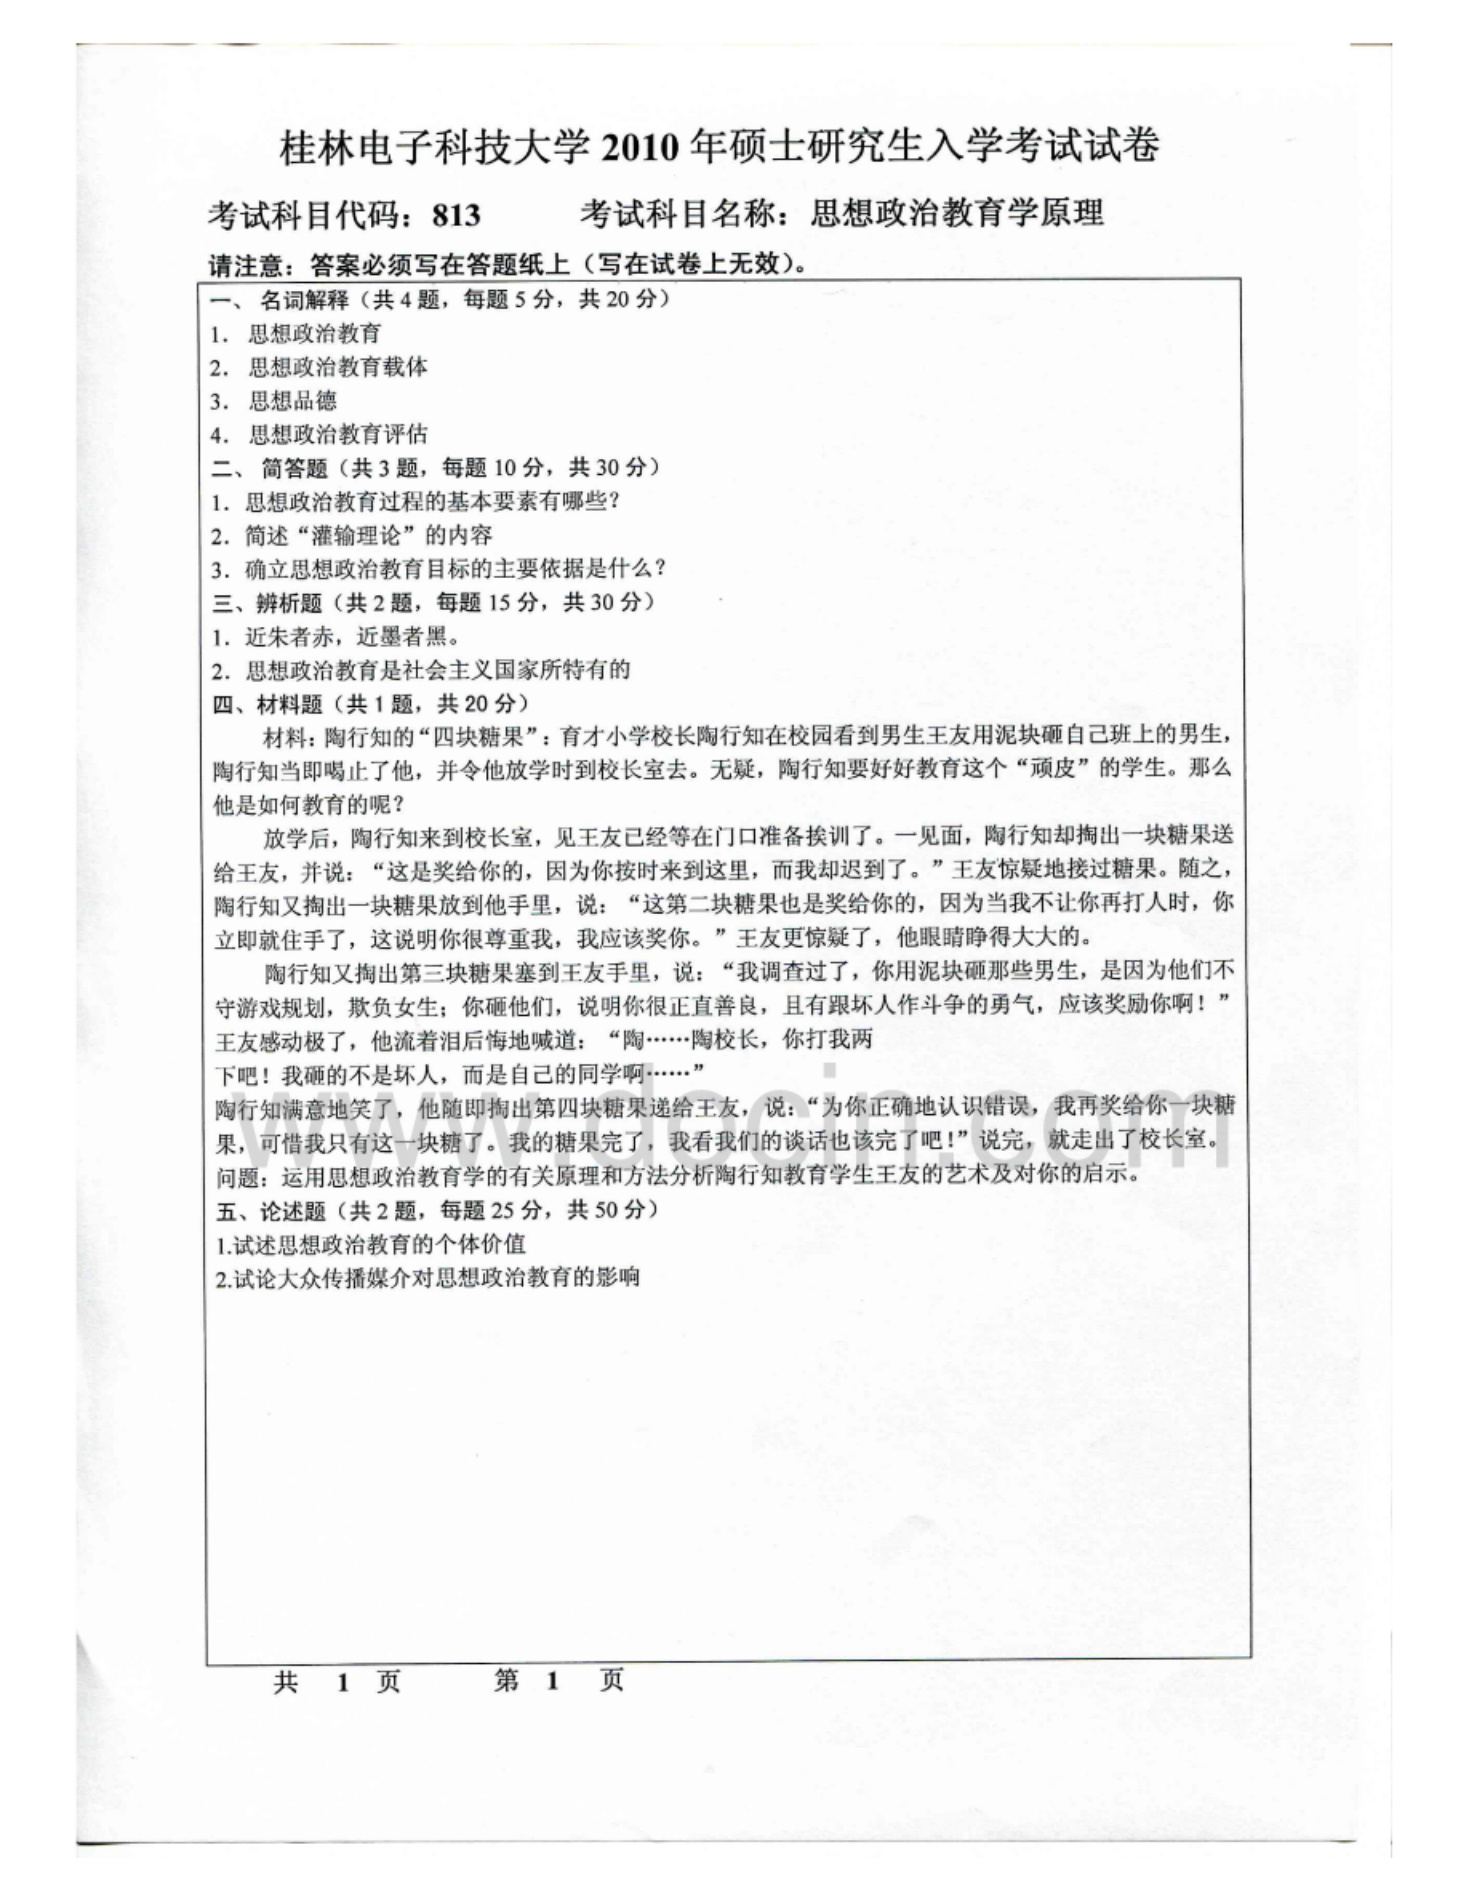 桂林电子科技大学 2010 年硕士研究生入学考试试卷
考试科目代码：813 考试科目名称：思想政治教育学原理
请注意：答案必须写在答题纸上（写在试卷上无效）。
一、 名词解释（共 4 题，每题 5 分，共 20 分）
1． 思想政治教育
2． 思想政治教育载体
3． 思想品德
4． 思想政治教育评估
二、 简答题（共 3 题，每题 10 分，共 30 分）
1．思想政治教育过程的基本要素有哪些？
2．简述“灌输理论”的内容
3．确立思想政治教育目标的主要依据是什么？
三、辨析题（共 2 题，每题 15 分，共 30 分）
1．近朱者赤，近墨者黑。
2．思想政治教育是社会主义国家所特有的
四、材料题（共 1 题，共 20 分）
材料：陶行知的“四块糖果”：育才小学校长陶行知在校园看到男生王友用泥块砸自己班上的男生，
陶行知当即喝止了他，并令他放学时到校长室去。无疑，陶行知要好好教育这个“顽皮”的学生。那么
他是如何教育的呢？
放学后，陶行知来到校长室，见王友已经等在门口准备挨训了。一见面，陶行知却掏出一块糖果送
给王友，并说：“这是奖给你的，因为你按时来到这里，而我却迟到了。”王友惊疑地接过糖果。随之，
陶行知又掏出一块糖果放到他手里，说：“这第二块糖果也是奖给你的，因为当我不让你再打人时，你
立即就住手了，这说明你很尊重我，我应该奖你。”王友更惊疑了，他眼睛睁得大大的。
陶行知又掏出第三块糖果塞到王友手里，说：“我调查过了，你用泥块砸那些男生，是因为他们不
守游戏规划，欺负女生；你砸他们，说明你很正直善良，且有跟坏人作斗争的勇气，应该奖励你啊！”
王友感动极了，他流着泪后悔地喊道：“陶……陶校长，你打我两
下吧！我砸的不是坏人，而是自己的同学啊……”
陶行知满意地笑了，他随即掏出第四块糖果递给王友，说：“为你正确地认识错误，我再奖给你一块糖
果，可惜我只有这一块糖了。我的糖果完了，我看我们的谈话也该完了吧！”说完，就走出了校长室。
www.docin.com
问题：运用思想政治教育学的有关原理和方法分析陶行知教育学生王友的艺术及对你的启示。
五、论述题（共 2 题，每题 25 分，共 50 分）
1.试述思想政治教育的个体价值
2.试论大众传播媒介对思想政治教育的影响
共 1 页 第 1 页